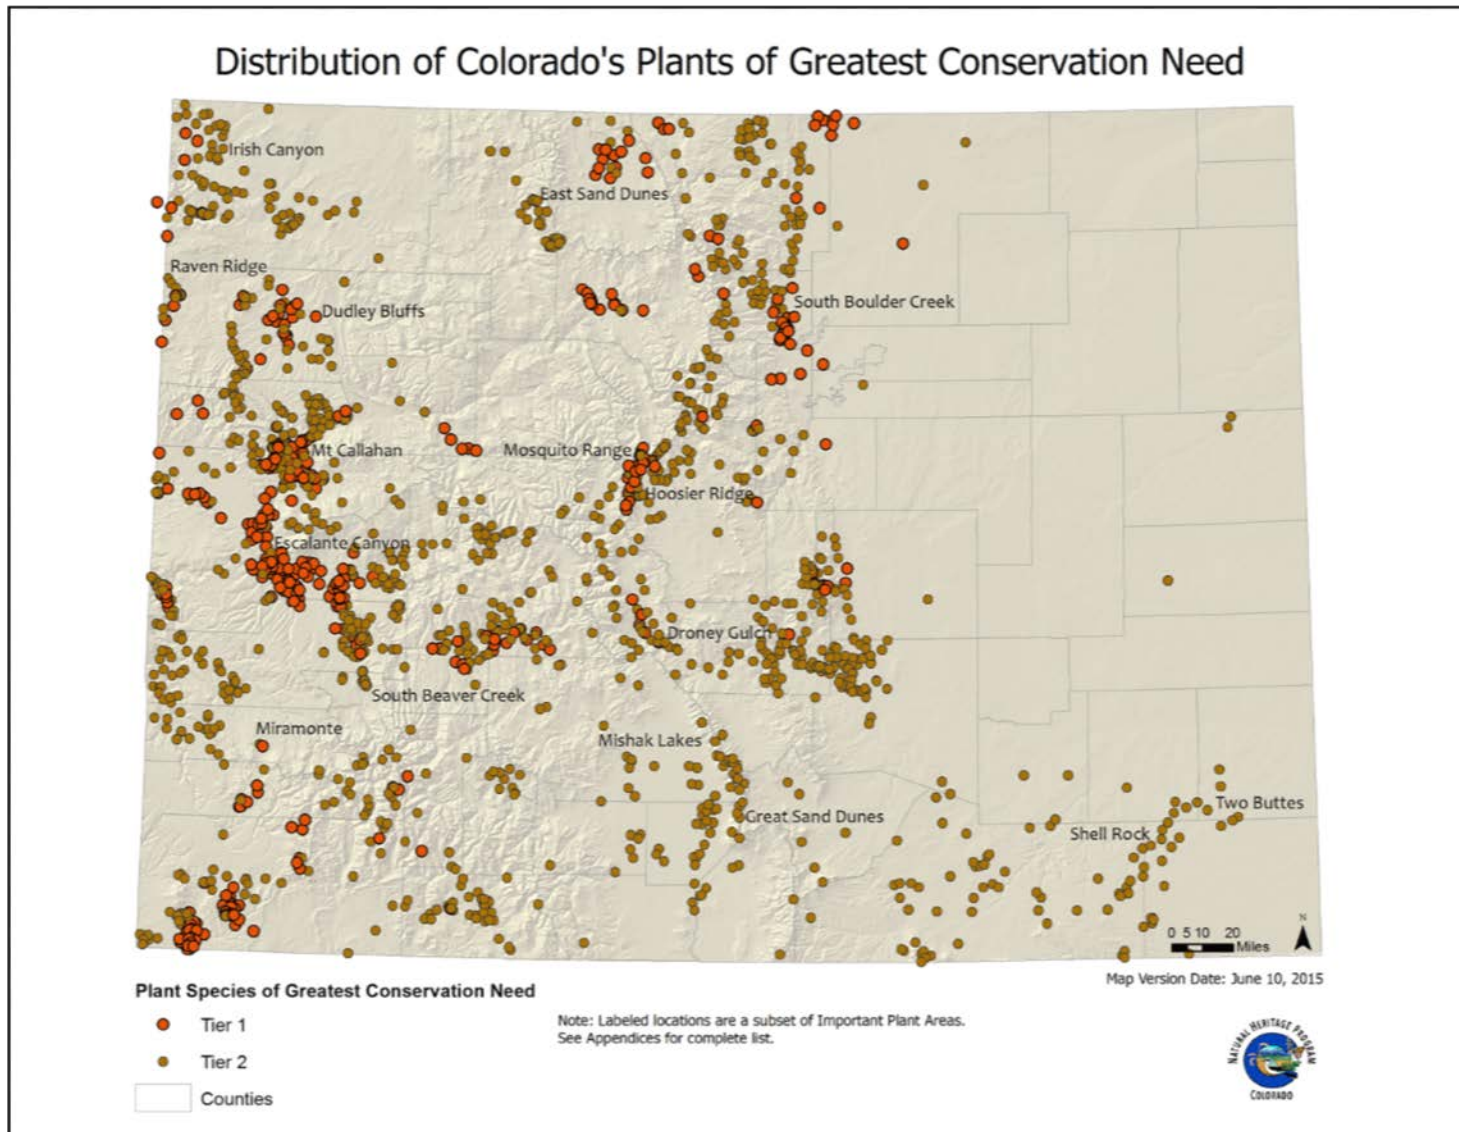 Distribution of Colorado's Plants of Greatest Conservation Need
Irish Canyon
East Sand Dunes
Raven Ridge
South Boulder Creek
Dudley Bluffs
Mt Callahan
Mosquito Range
Hoosier Ridge
Escalante Canyon
Droney Gulch
South Beaver Creek
Miramonte
Mishak Lakes
Two Buttes
Great Sand Dunes
Shell Rock
N
0 5 10 20
Miles
Map Version Date: June 10, 2015
Plant Species of Greatest Conservation Need
Tier 1
Tier 2
Counties
Note: Labeled locations are a subset of Important Plant Areas.
See Appendices for complete list.
NATURAL HERITAGE PROGRAM
COLORADO